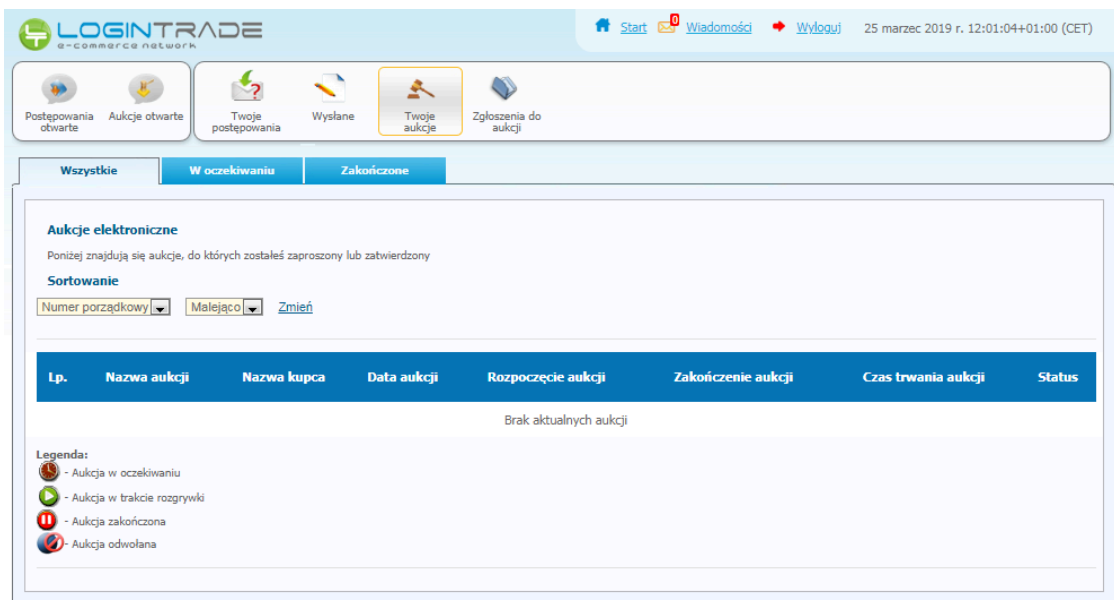 LOGINTRADE
e-commerce network
Start 0 Wiadomości Wyloguj 25 marzec 2019 r. 12:01:04+01:00 (CET)
Postępowania otwarte
Aukcje otwarte
Twoje postępowania
Wysłane
Twoje aukcje
Zgłoszenia do aukcji
Wszystkie W oczekiwaniu Zakończone
Aukcje elektroniczne
Poniżej znajdują się aukcje, do których zostałeś zaproszony lub zatwierdzony
Sortowanie
Numer porządkowy Malejąco Zmień
Lp. Nazwa aukcji Nazwa kupca Data aukcji Rozpoczęcie aukcji Zakończenie aukcji Czas trwania aukcji Status
Brak aktualnych aukcji
Legenda:
- Aukcja w oczekiwaniu
- Aukcja w trakcie rozgrywki
- Aukcja zakończona
- Aukcja odwołana